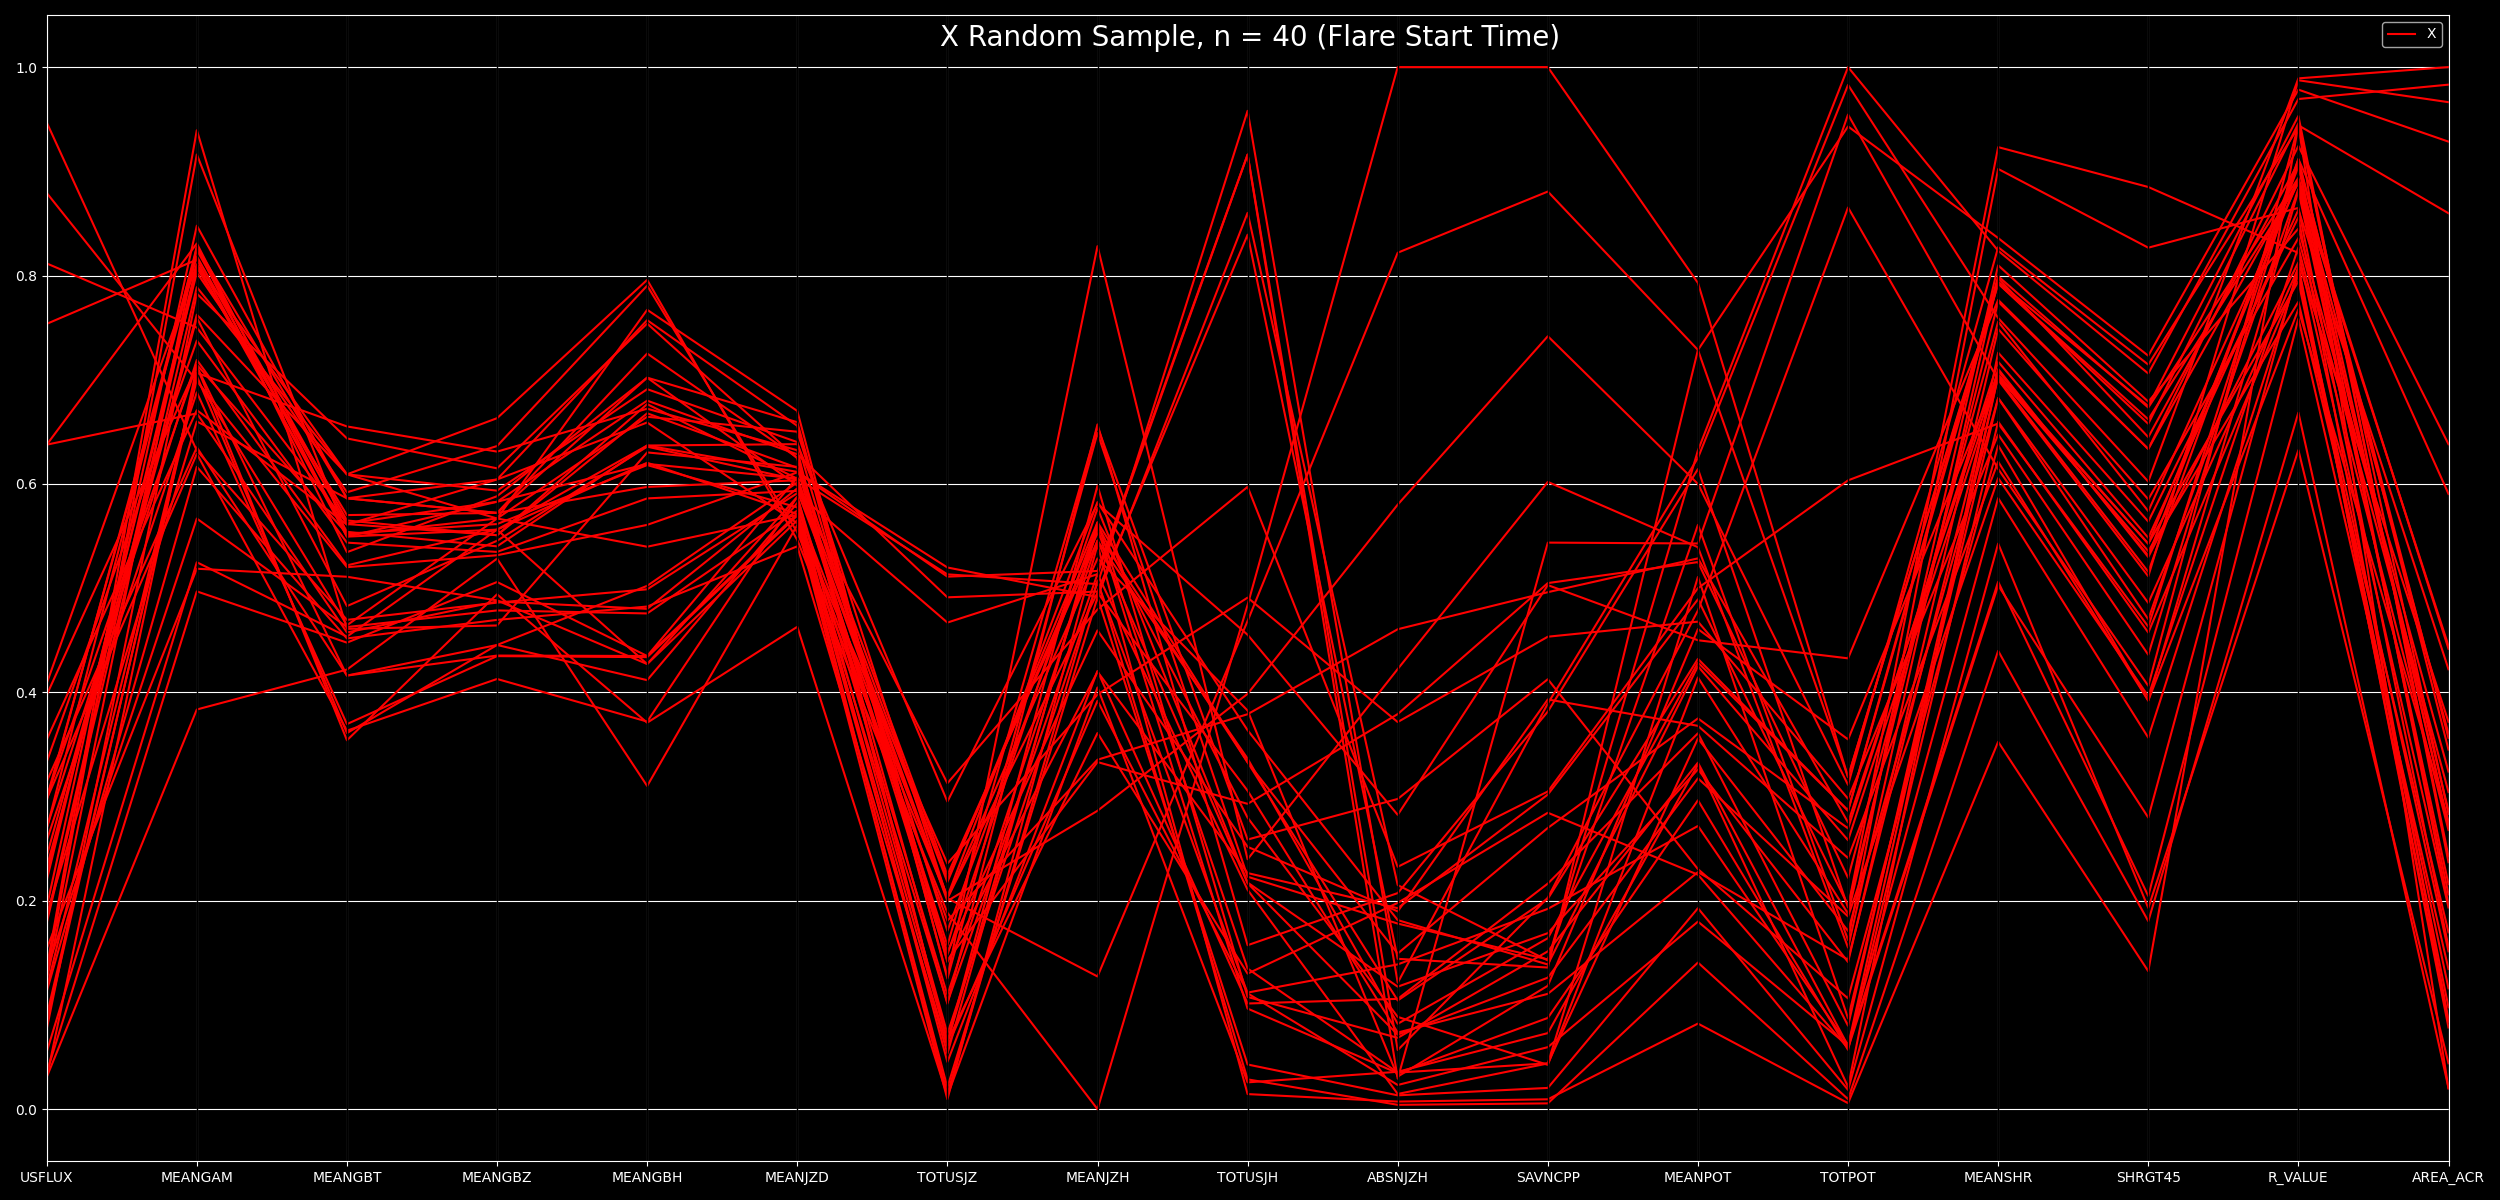 X Random Sample, n = 40 (Flare Start Time)
X
1.0
0.8
0.6
0.4
0.2
0.0
USFLUX MEANGAM MEANGBT MEANGBZ MEANGBH MEANJZD TOTUSJZ MEANJZH TOTUSJH ABSNJZH SAVNCPP MEANPOT TOTPOT MEANSHR SHRGT45 R_VALUE AREA_ACR